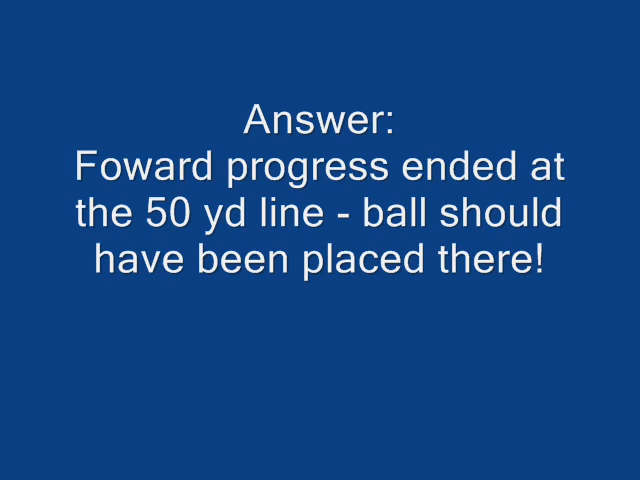 Answer:
Foward progress ended at
the 50 yd line - ball should
have been placed there!